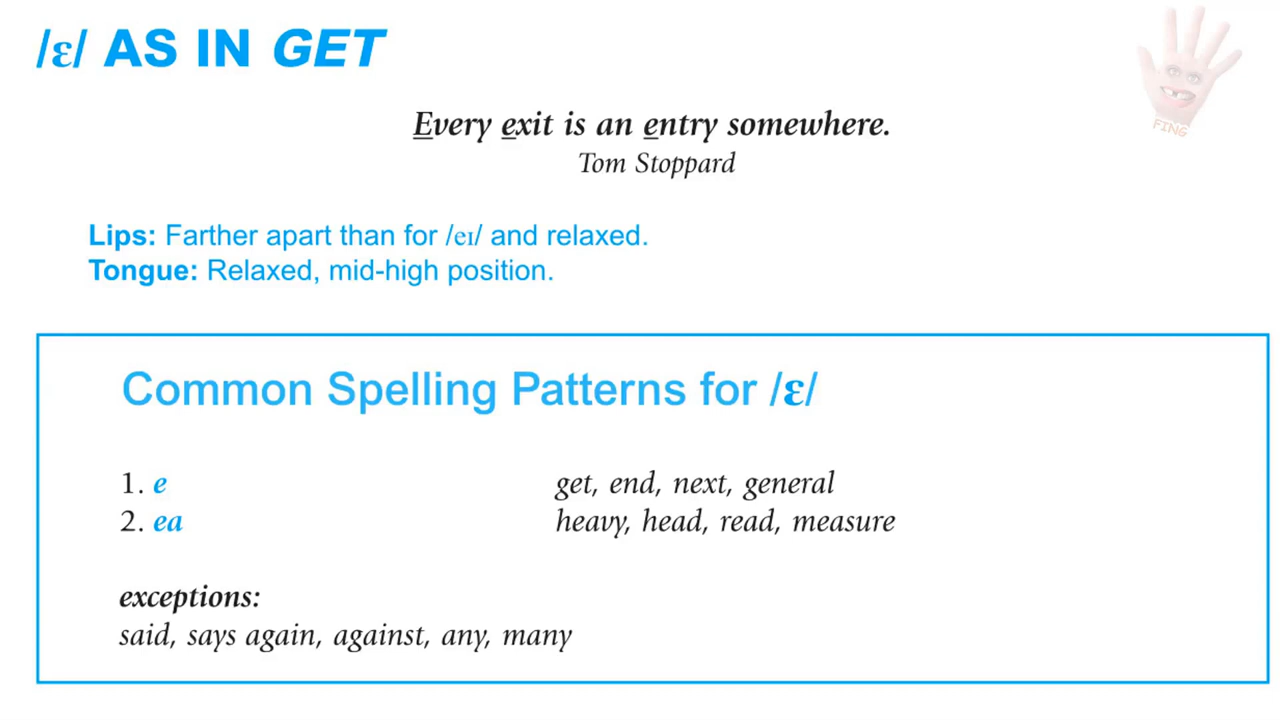 /ɛ/ AS IN GET
FING
Every exit is an entry somewhere.
Tom Stoppard
Lips: Farther apart than for /eɪ/ and relaxed.
Tongue: Relaxed, mid-high position.
Common Spelling Patterns for /ɛ/
1. e get, end, next, general
2. ea heavy, head, read, measure
exceptions:
said, says again, against, any, many